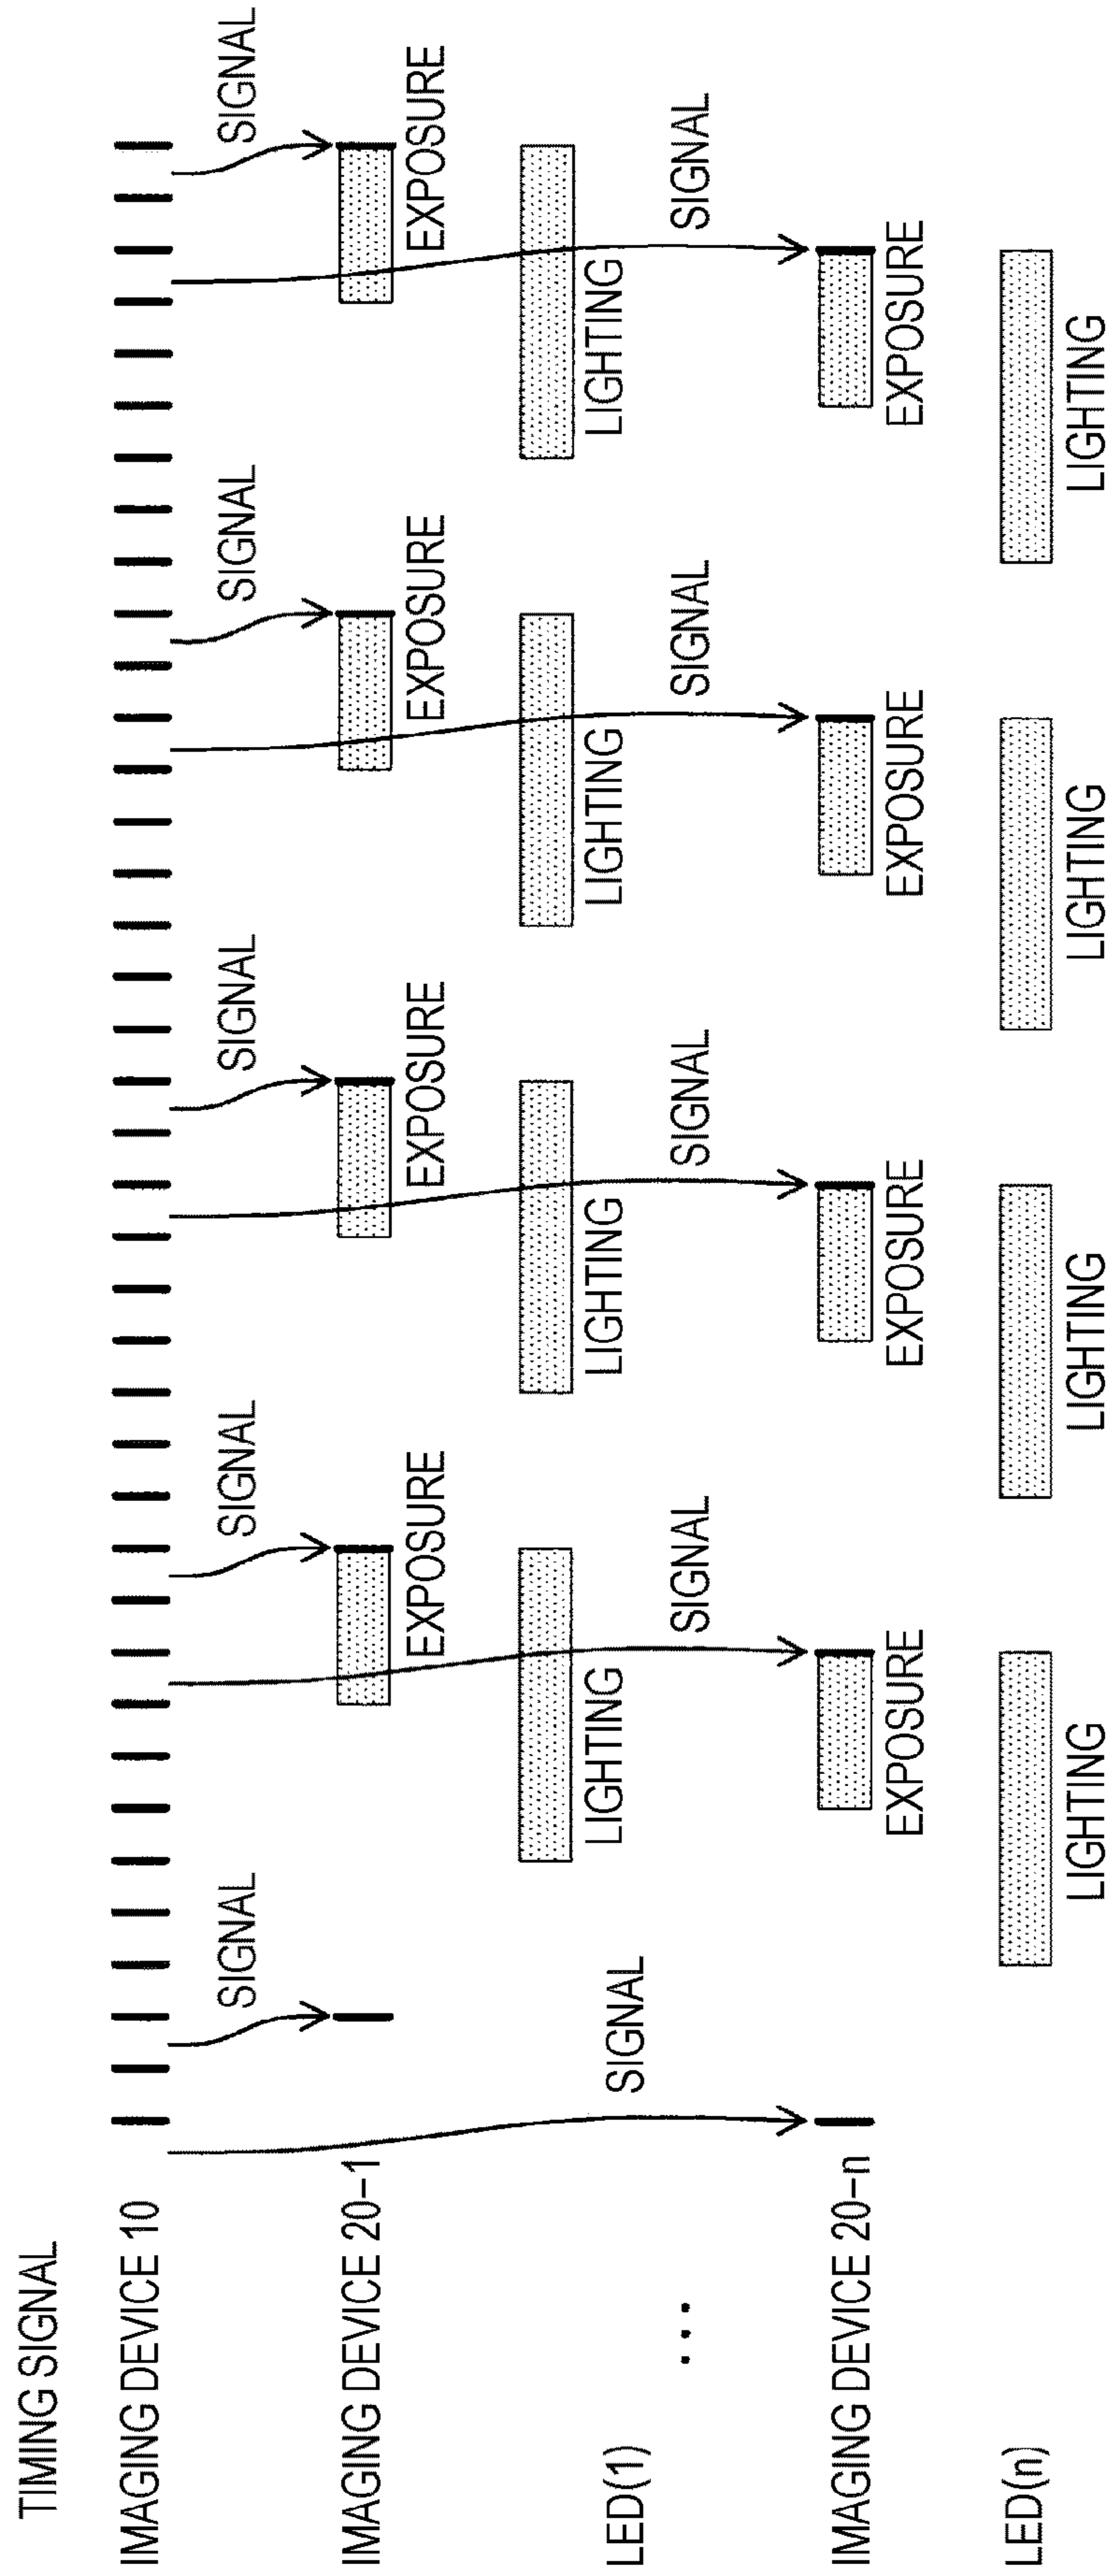 TIMING SIGNAL
IMAGING DEVICE 10
SIGNAL SIGNAL SIGNAL SIGNAL SIGNAL
IMAGING DEVICE 20-1
EXPOSURE EXPOSURE EXPOSURE EXPOSURE
LED(1)
LIGHTING LIGHTING LIGHTING LIGHTING
...
SIGNAL SIGNAL SIGNAL SIGNAL SIGNAL
IMAGING DEVICE 20-n
EXPOSURE EXPOSURE EXPOSURE EXPOSURE
LED(n)
LIGHTING LIGHTING LIGHTING LIGHTING